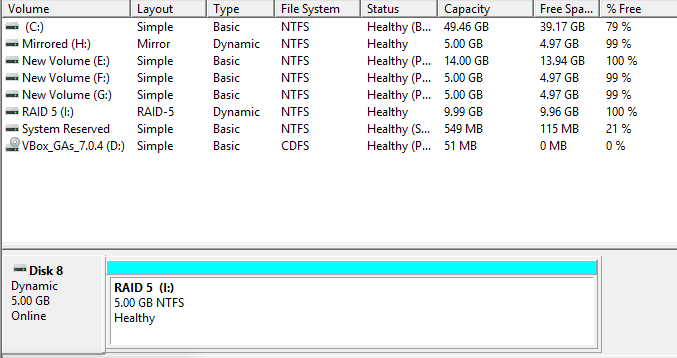 Volume Layout Type File System Status Capacity Free Spa... % Free
(C:) Simple Basic NTFS Healthy (B... 49.46 GB 39.17 GB 79 %
Mirrored (H:) Mirror Dynamic NTFS Healthy 5.00 GB 4.97 GB 99 %
New Volume (E:) Simple Basic NTFS Healthy (P... 14.00 GB 13.94 GB 100 %
New Volume (F:) Simple Basic NTFS Healthy (P... 5.00 GB 4.97 GB 99 %
New Volume (G:) Simple Basic NTFS Healthy (P... 5.00 GB 4.97 GB 99 %
RAID 5 (I:) RAID-5 Dynamic NTFS Healthy 9.99 GB 9.96 GB 100 %
System Reserved Simple Basic NTFS Healthy (S... 549 MB 115 MB 21 %
VBox_GAs_7.0.4 (D:) Simple Basic CDFS Healthy (P... 51 MB 0 MB 0 %
Disk 8
Dynamic
5.00 GB
Online
RAID 5 (I:)
5.00 GB NTFS
Healthy